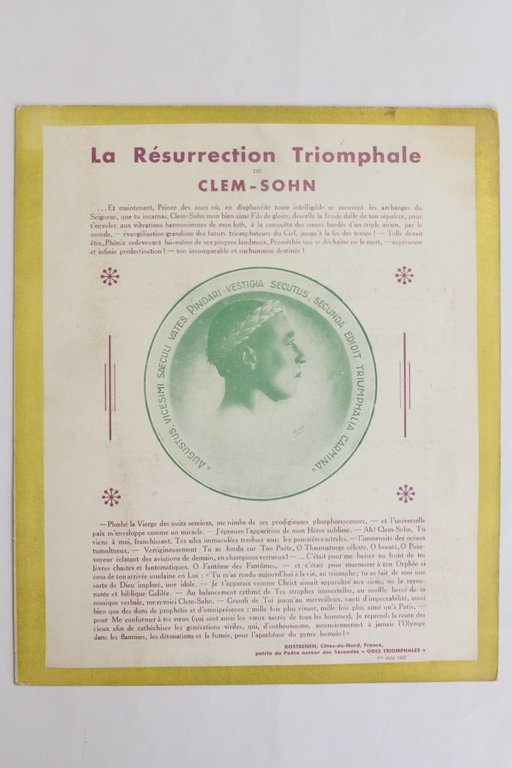 La Résurrection Triomphale
DE
CLEM-SOHN
. . . Et maintenant, Prince des nues où, en diaphanéité toute intelligible se meuvent les archanges du
Seigneur, que tu incarnas, Clem-Sohn mon bien aimé Fils de gloire, descelle la froide dalle de ton sépulcre, pour
t'envoler, aux vibrations harmoniennes de mon luth, à la conquête des cœurs bardés d'un triple airain, par le
monde, — évangélisation grandiose des futurs triomphateurs du Ciel, jusqu'à la fin des temps ! — Telle devait
être, Phénix redevenant lui-même de ses propres lambeaux, Prométhée qui se déchaîne en la mort, — supérieure
et infinie prédestination ! — ton incomparable et surhumaine destinée !
« AUGUSTUS, VICESIMI SAECULI VATES, PINDARI VESTIGIA SECUTUS, SECUNDA EDIDIT TRIUMPHALIA CARMINA »
—Phœbé la Vierge des nuits sereines, me nimbe de ses prodigieuses phosphorescences, — et l'universelle
paix m'enveloppe comme un miracle. — J'éprouve l'apparition de mon Héros sublime. — Ah! Clem-Sohn, Tu
viens à moi, franchissant, Tes ailes immaculées tendues sous les poussières astrales, —l'immensité des océans
tumultueux. — Vertigineusement Tu as fondu sur Ton Poète, O Thaumaturge céleste, O beauté, O Pour-
voyeur éclatant des aviations de demain, en champion vertueux! — ... C'était pour me baiser au front de tes
lèvres chastes et fantomatiques, O Fantôme des Fantômes, — et c'était pour murmurer à ton Orphée si
ému de ton arrivée soudaine en Lui : « Tu m'as rendu aujourd'hui à la vie, au triomphe ; tu as fait de moi une
sorte de Dieu imploré, une idole. — Je t'apparais comme Christ aimait apparaître aux siens, en la rayon-
nante et biblique Galilée. — Au balancement rythmé de Tes strophes immortelles, au souffle bercé de ta
musique verbale, me revoici Clem-Sohn. — Grandi de Toi jusqu'au merveilleux, nanti d'impeccabilité, aussi
bien que des dons de prophétie et d'omniprésence ; mille fois plus vivant, mille fois plus aimé qu'à Paris, —
pour Me conformer à tes vœux (qui sont aussi les vœux sacrés de tous les hommes), Je reprends la route des
cieux afin de catéchiser les générations viriles, qui, d'enthousiasme, ascensionneront à jamais l'Olympe
dans les flammes, les détonations et la fumée, pour l'apothéose du genre humain ! »
ROSTRENEN, Côtes-du-Nord, France,
patrie du Poète auteur des Secondes « ODES TRIOMPHALES »
1er Juin 1937